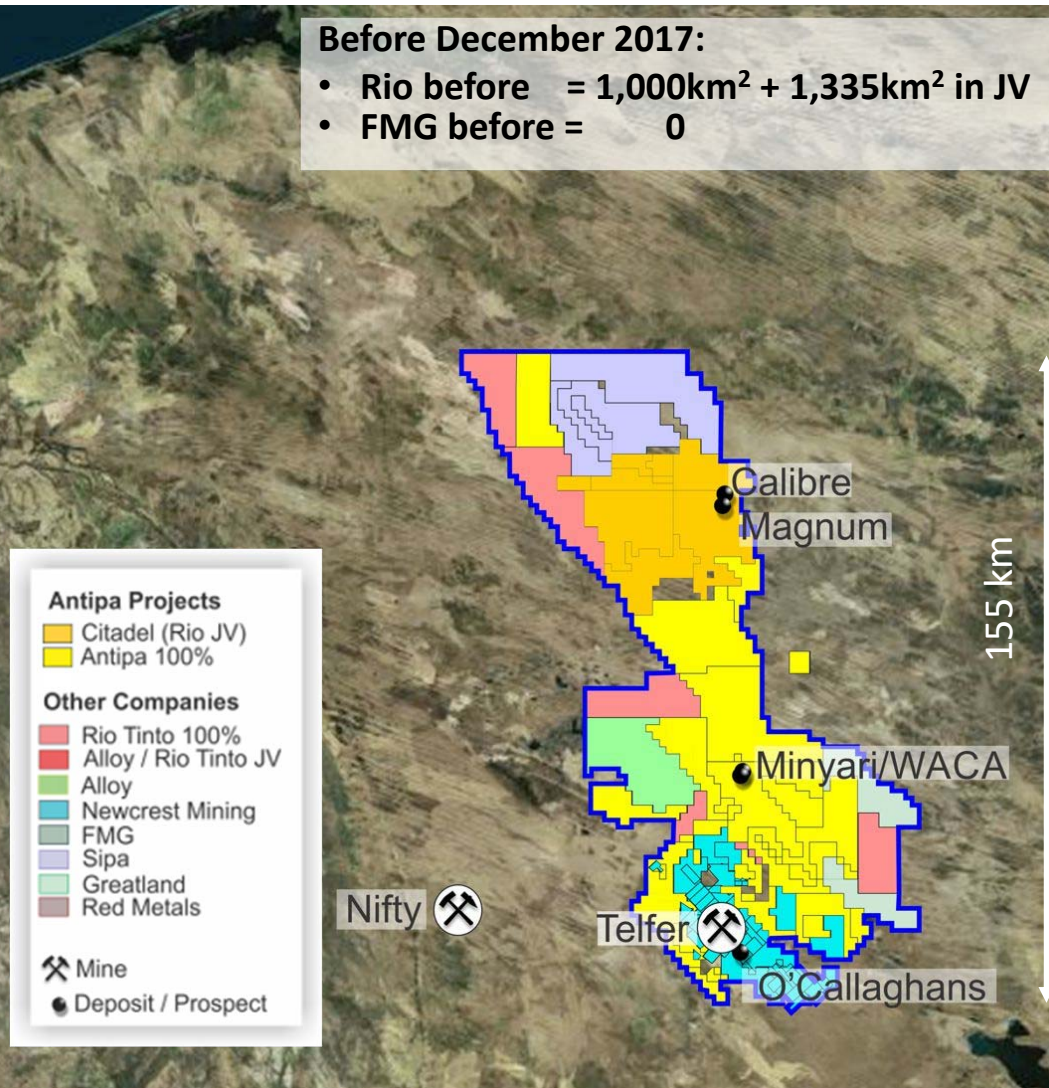 Before December 2017:
• Rio before = 1,000km² + 1,335km² in JV
• FMG before = 0
Calibre
Magnum
155 km
Antipa Projects
Citadel (Rio JV)
Antipa 100%
Other Companies
Rio Tinto 100%
Alloy / Rio Tinto JV
Alloy
Newcrest Mining
FMG
Sipa
Greatland
Red Metals
Mine
Deposit / Prospect
Minyari/WACA
Nifty
Telfer
O'Callaghans